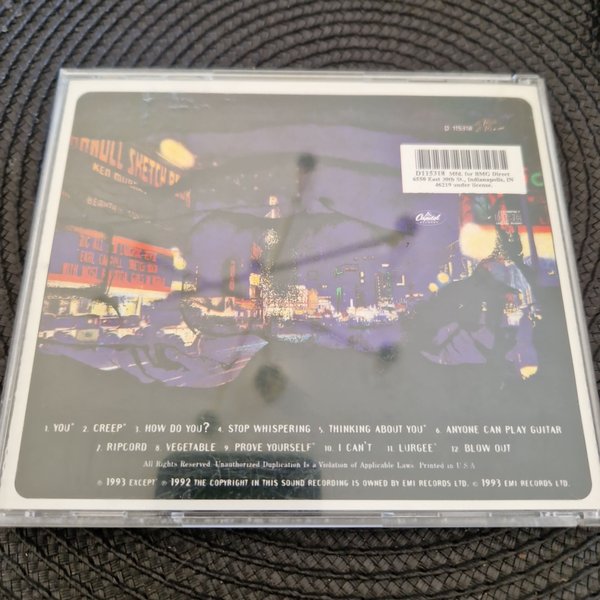 D 115318
D115318 Mfd. for BMG Direct
6550 East 30th St., Indianapolis, IN
46219 under license.
Capitol
SKETCH
KEN
1. YOU* 2. CREEP* 3. HOW DO YOU? 4. STOP WHISPERING 5. THINKING ABOUT YOU* 6. ANYONE CAN PLAY GUITAR
7. RIPCORD 8. VEGETABLE 9. PROVE YOURSELF* 10. I CAN'T 11. LURGEE* 12. BLOW OUT
All Rights Reserved. Unauthorized Duplication Is a Violation of Applicable Laws. Printed in U.S.A.
℗ 1993 EXCEPT * ℗ 1992 THE COPYRIGHT IN THIS SOUND RECORDING IS OWNED BY EMI RECORDS LTD. © 1993 EMI RECORDS LTD.